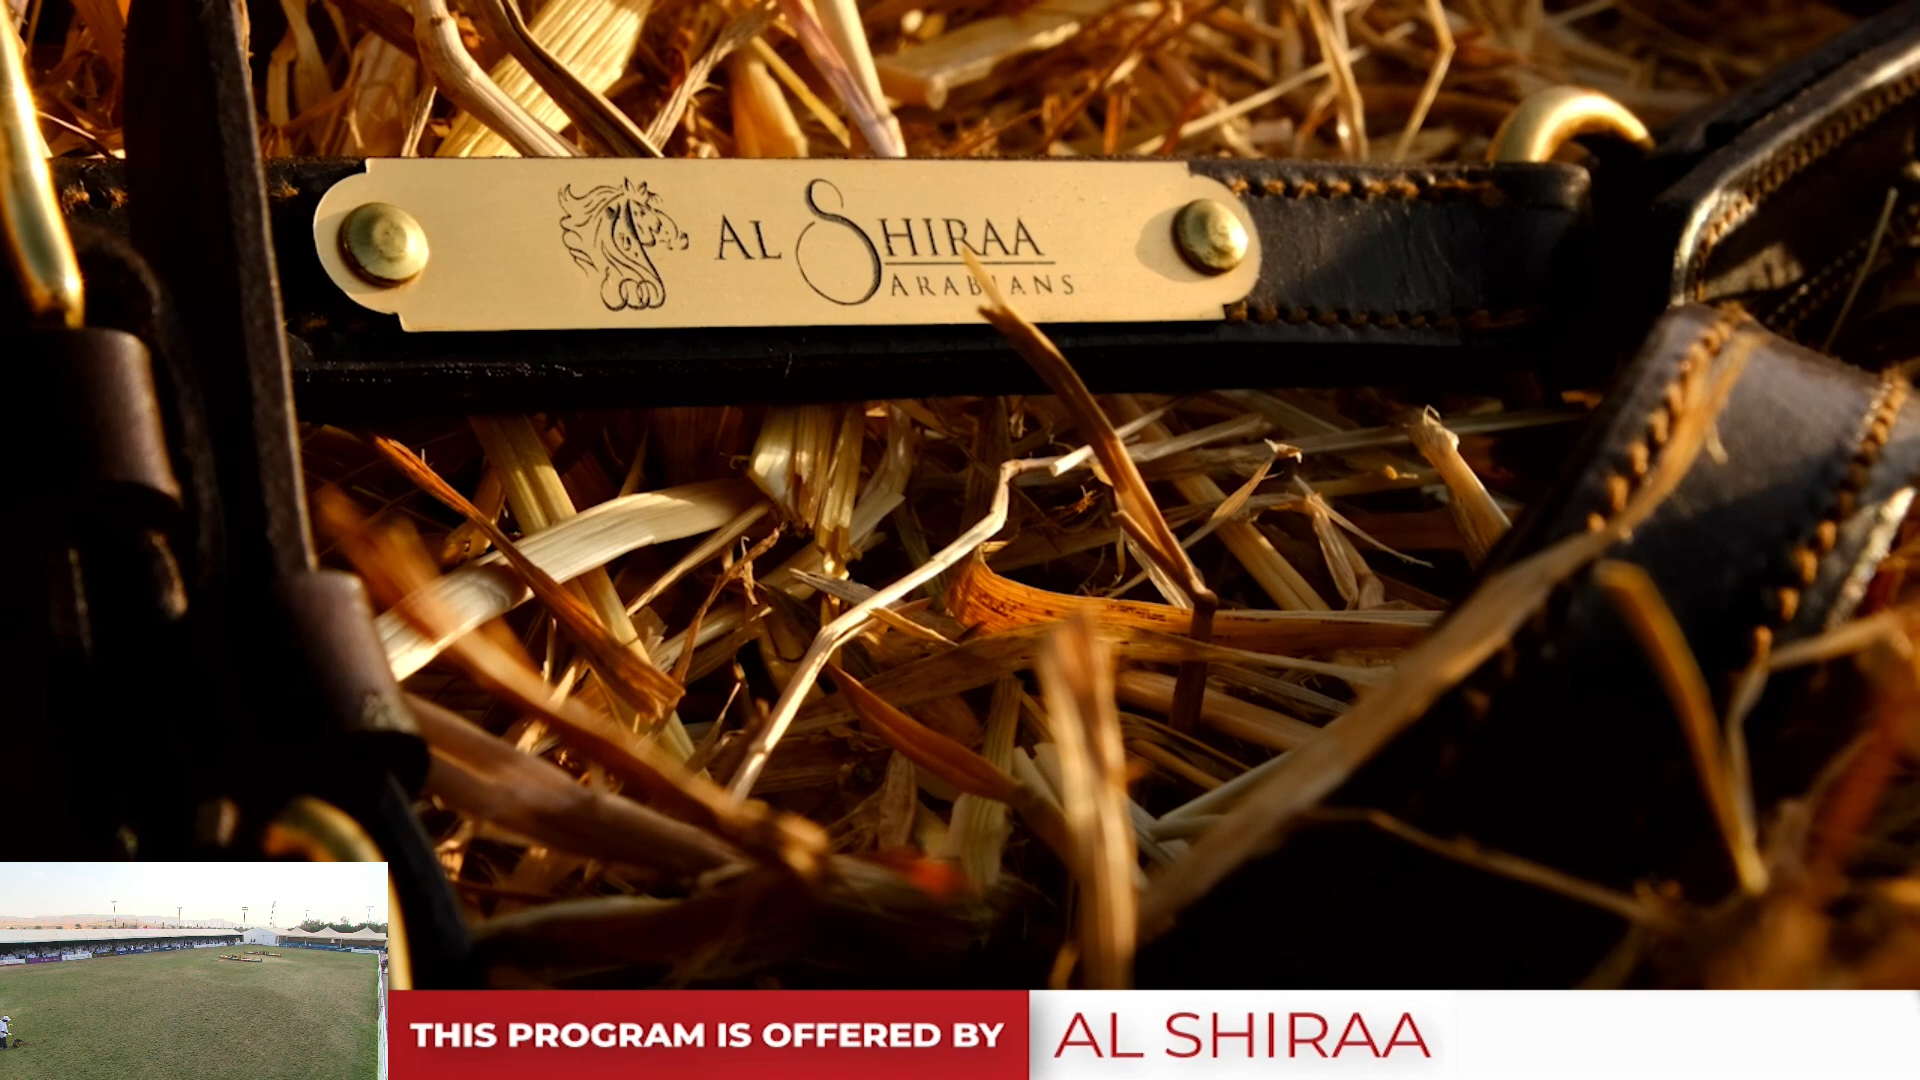 AL SHIRAA
ARABIANS
THIS PROGRAM IS OFFERED BY AL SHIRAA